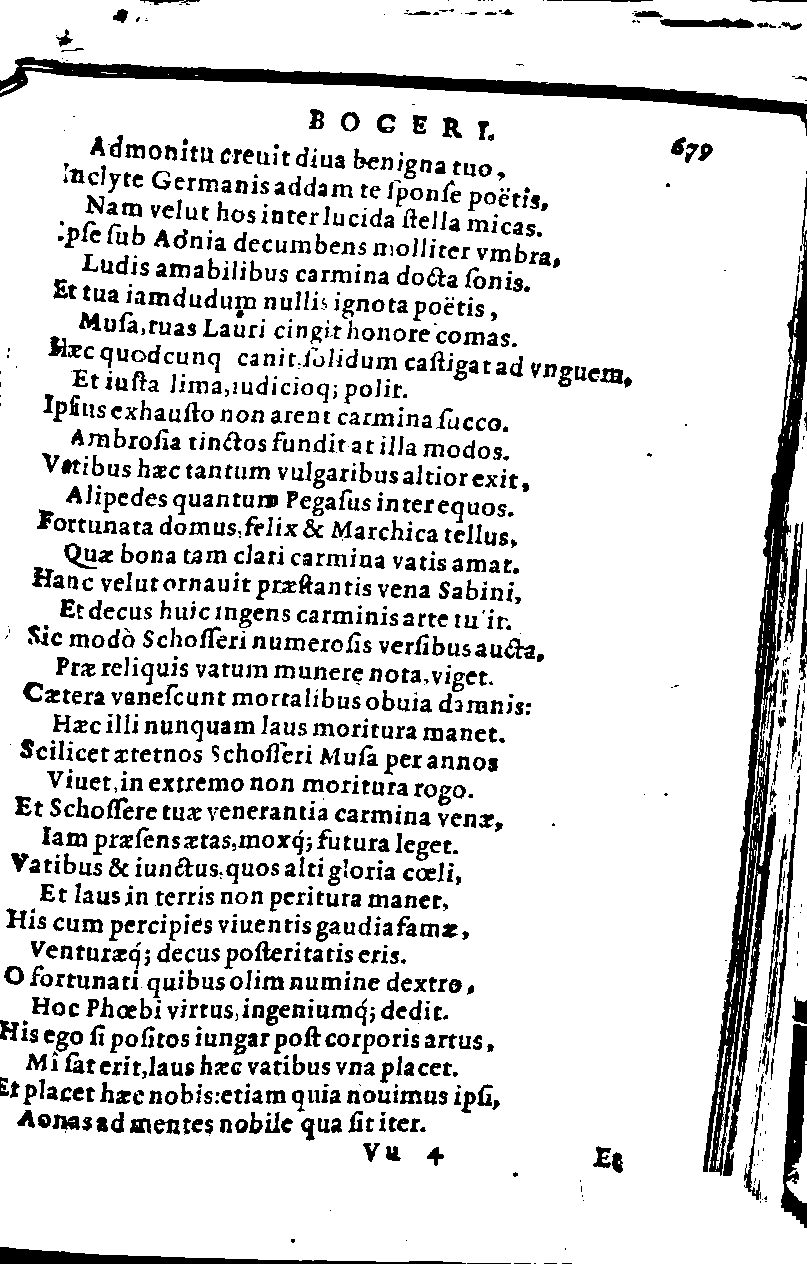 BOGERI. 679
Admonitu creuit diua benigna tuo,
Inclyte Germanis addam te ſponſe poëtis,
Nam velut hos inter lucida ſtella micas.
Ipſe ſub Aonia decumbens molliter vmbra,
Ludis amabilibus carmina docta ſonis.
Et tua iamdudum nullis ignota poëtis,
Muſa, tuas Lauri cingit honore comas.
Hæc quodcunq canit, ſolidum caſtigat ad vnguem,
Et iuſta lima, iudicioq; polit.
Ipſius exhauſto non arent carmina ſucco.
Ambroſia tinctos fundit at illa modos.
Vatibus hæc tantum vulgaribus altior exit,
Alipedes quantum Pegaſus inter equos.
Fortunata domus, felix & Marchica tellus,
Quæ bona tam clari carmina vatis amat.
Hanc velut ornauit præſtantis vena Sabini,
Et decus huic ingens carminis arte
Sic modò Schoſſeri numeroſis verſibus aucta,
Præ reliquis vatum munere nota, viget.
Cætera vaneſcunt mortalibus obuia damnis:
Hæc illi nunquam laus moritura manet.
Scilicet ætetnos Schoſſeri Muſa per annos
Viuet, in extremo non moritura rogo.
Et Schoſſere tuæ venerantia carmina venæ,
Iam præſens ætas, moxq́; futura leget.
Vatibus & iunctus, quos alti gloria cœli,
Et laus in terris non peritura manet,
His cum percipies viuentis gaudia famæ,
Venturæq́; decus poſteritatis eris.
O fortunati quibus olim numine dextro,
Hoc Phœbi virtus, ingeniumq́; dedit.
His ego ſi poſitos iungar poſt corporis artus,
Mi ſat erit, laus hæc vatibus vna placet.
Et placet hæc nobis: etiam quia nouimus ipſi,
Aonas ad mentes nobile qua ſit iter.
Vu 4 Et